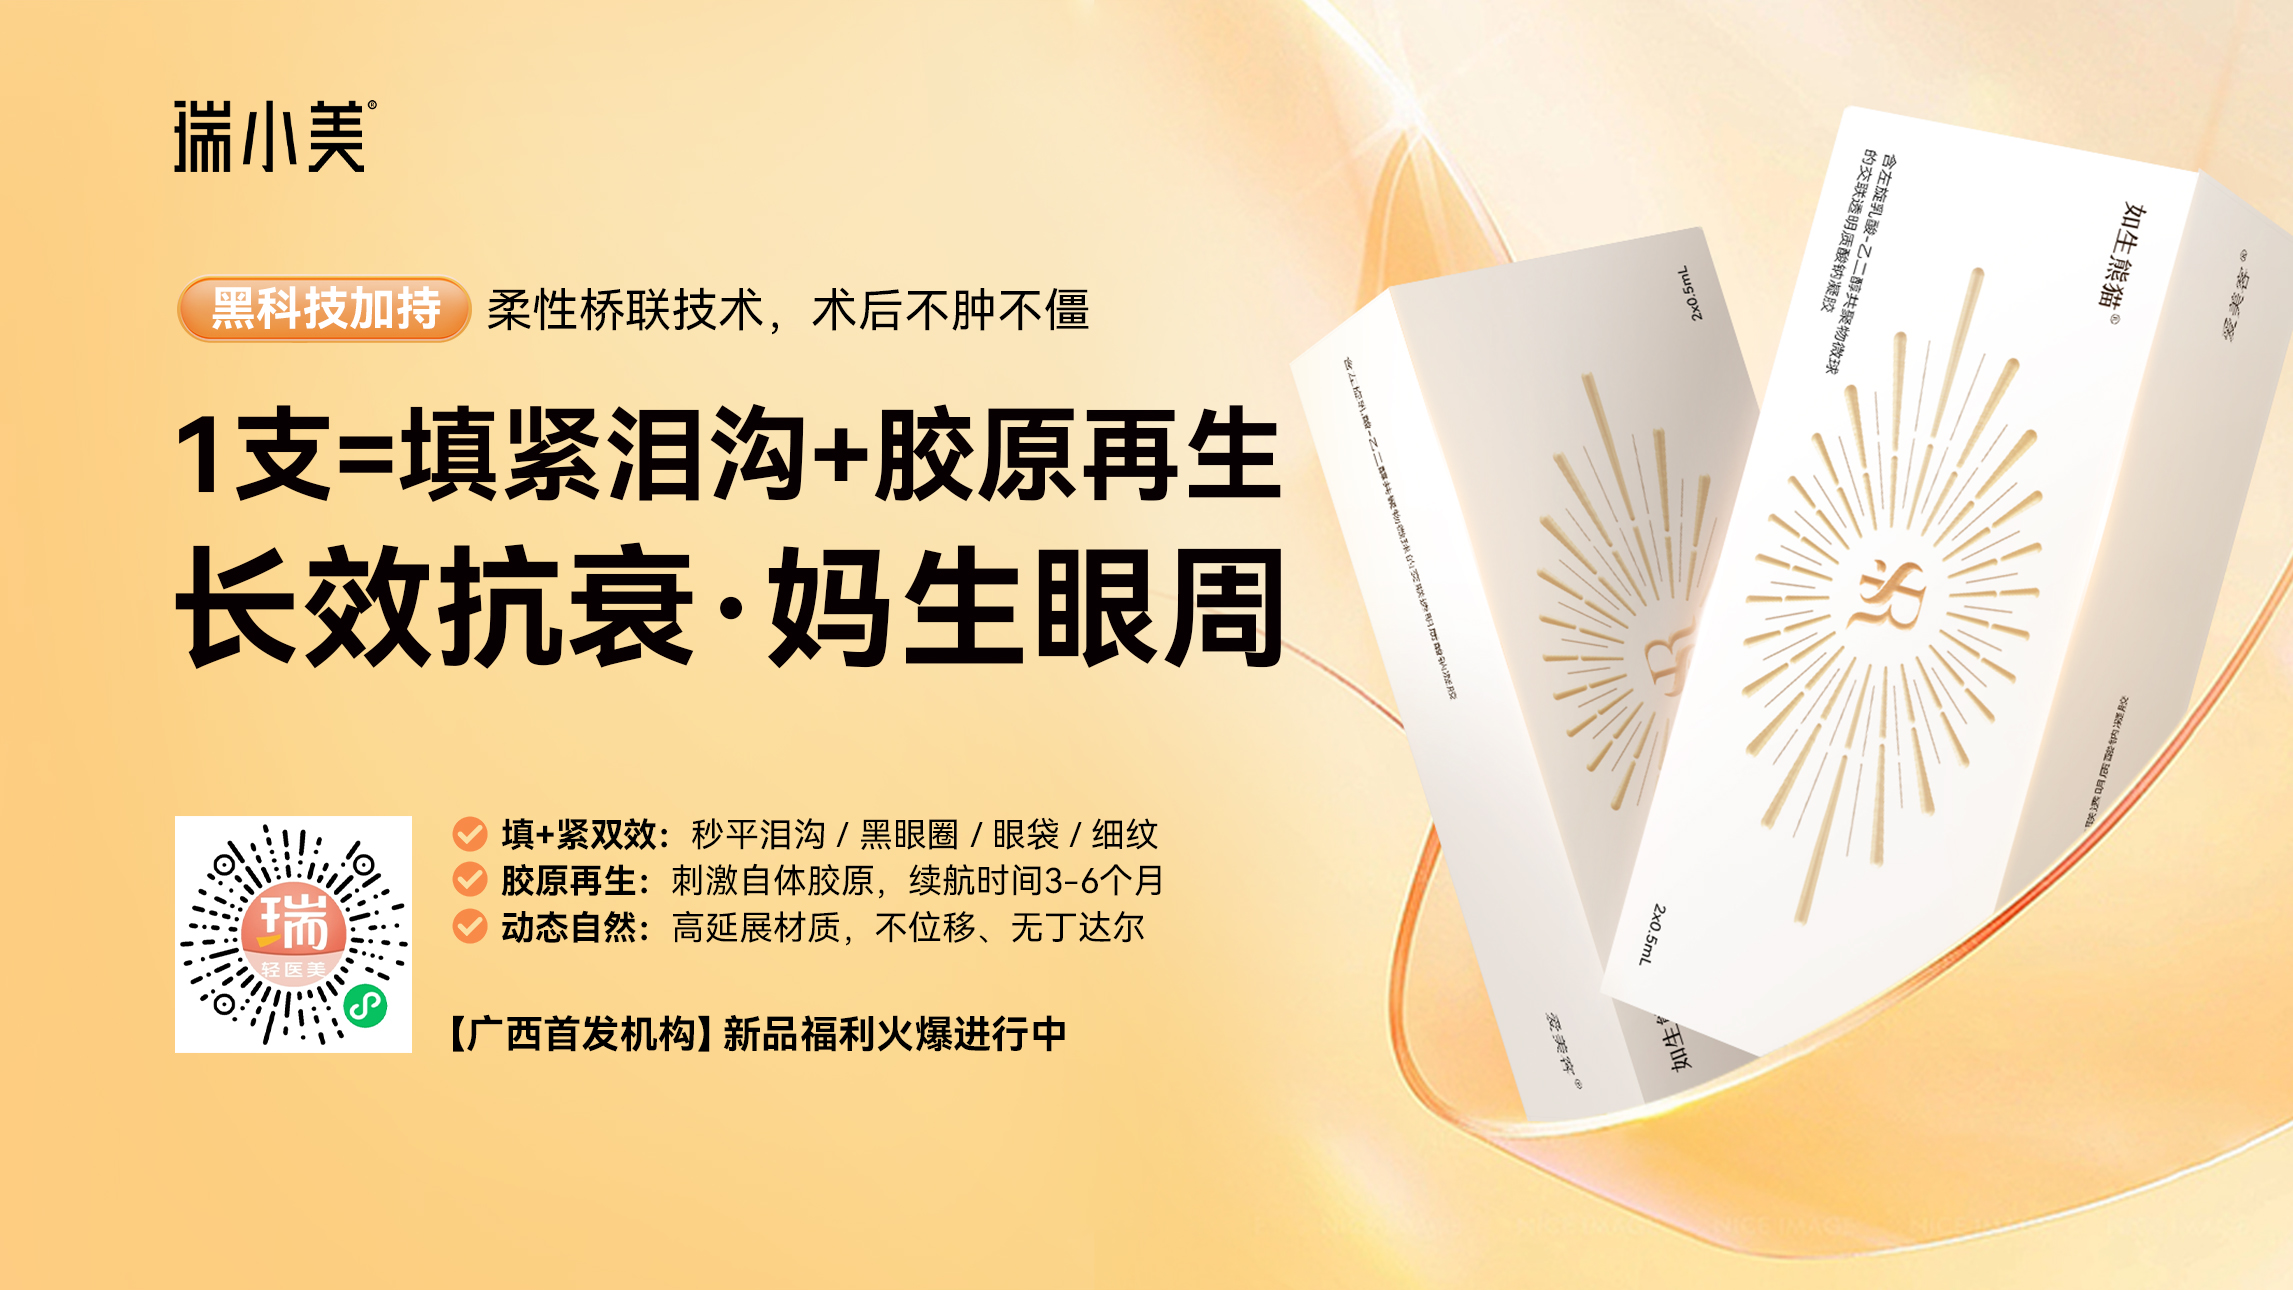 瑞小美®
黑科技加持 柔性桥联技术，术后不肿不僵
1支=填紧泪沟+胶原再生
长效抗衰·妈生眼周
填+紧双效：秒平泪沟 / 黑眼圈 / 眼袋 / 细纹
胶原再生：刺激自体胶原，续航时间3-6个月
动态自然：高延展材质，不位移、无丁达尔
【广西首发机构】新品福利火爆进行中
瑞
轻医美
含左旋乳酸-乙二醇共聚物微球
的交联透明质酸钠凝胶
如生熊猫®
2x0.5mL
2x0.5mL
如生